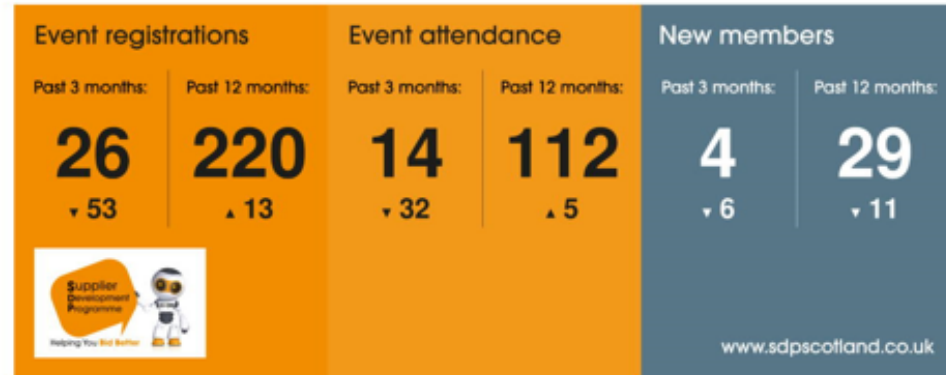 Event registrations
Past 3 months:
26
▼ 53
Past 12 months:
220
▲ 13
Event attendance
Past 3 months:
14
▼ 32
Past 12 months:
112
▲ 5
New members
Past 3 months:
4
▼ 6
Past 12 months:
29
▼ 11
Supplier
Development
Programme
Helping You Bid Better
www.sdpscotland.co.uk